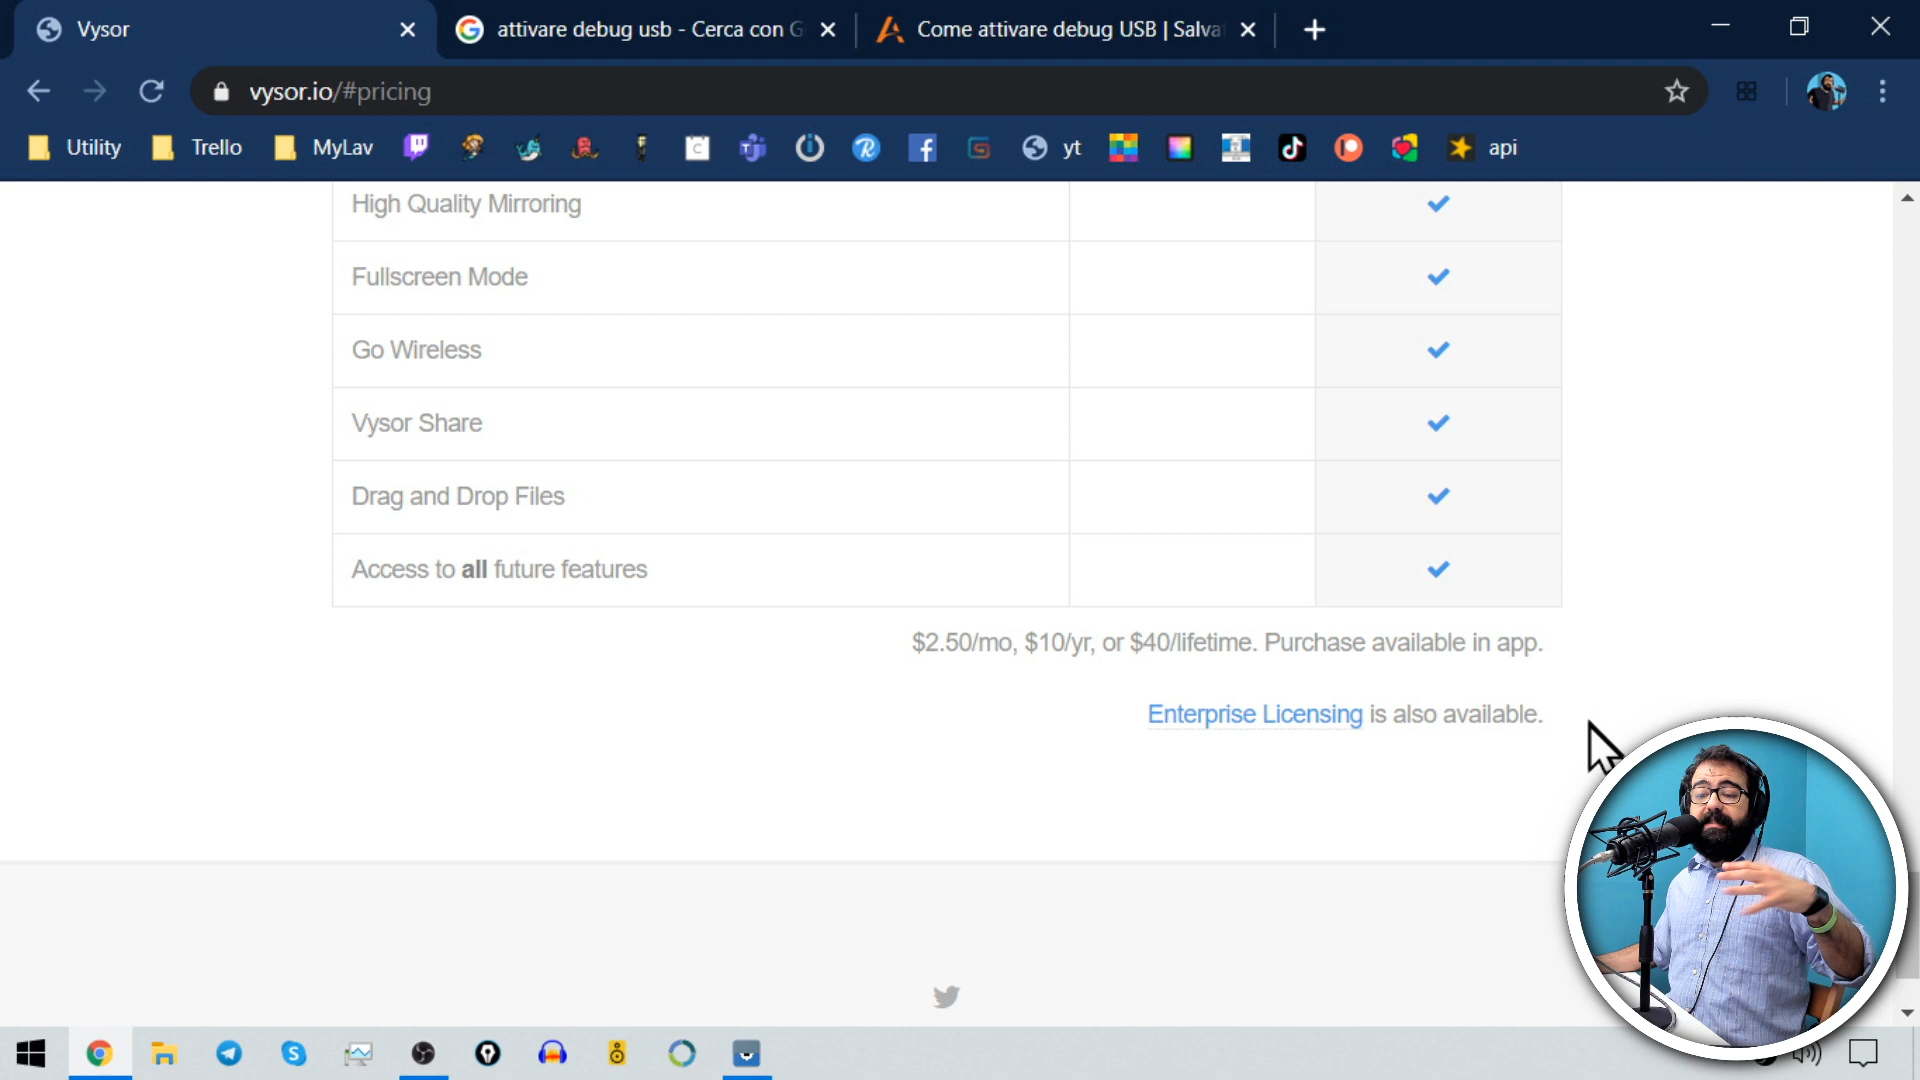 Vysor
attivare debug usb - Cerca con G
Come attivare debug USB | Salva
vysor.io/#pricing
Utility
Trello
MyLav
yt
api
High Quality Mirroring
Fullscreen Mode
Go Wireless
Vysor Share
Drag and Drop Files
Access to all future features
$2.50/mo, $10/yr, or $40/lifetime. Purchase available in app.
Enterprise Licensing is also available.